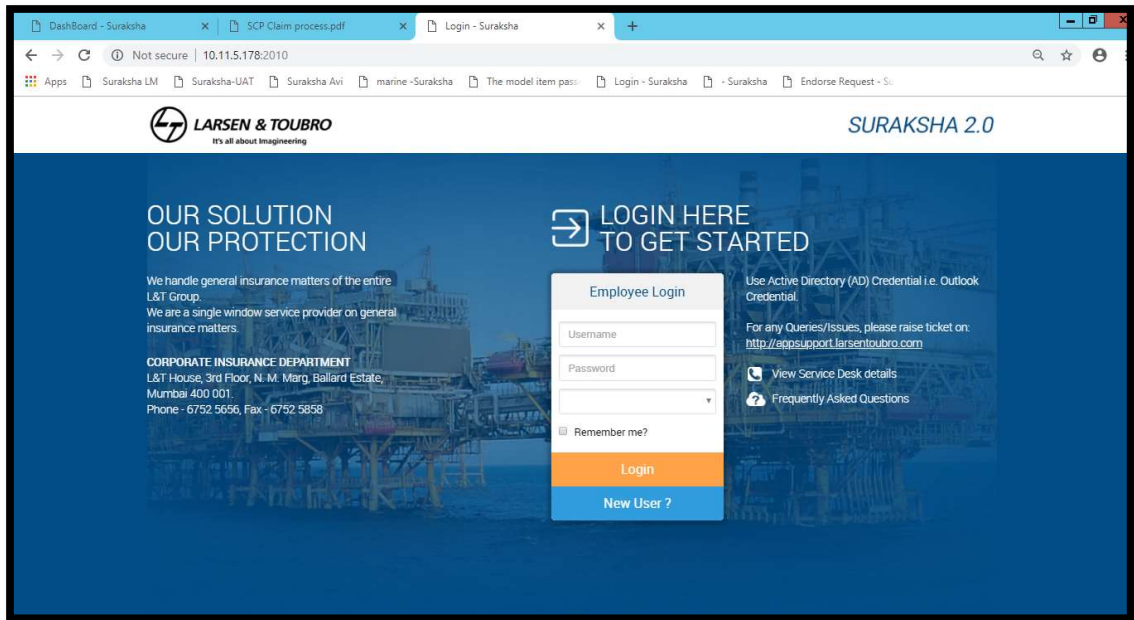 DashBoard - Suraksha
SCP Claim process.pdf
Login - Suraksha
Not secure | 10.11.5.178:2010
Apps
Suraksha LM
Suraksha-UAT
Suraksha Avi
marine -Suraksha
The model item pass
Login - Suraksha
- Suraksha
Endorse Request - Su
LARSEN & TOUBRO
It's all about Imagineering
SURAKSHA 2.0
OUR SOLUTION
OUR PROTECTION
We handle general insurance matters of the entire
L&T Group.
We are a single window service provider on general
insurance matters.
CORPORATE INSURANCE DEPARTMENT
L&T House, 3rd Floor, N. M. Marg, Ballard Estate,
Mumbai 400 001.
Phone - 6752 5656, Fax - 6752 5858
LOGIN HERE
TO GET STARTED
Employee Login
Username
Password
Remember me?
Login
New User ?
Use Active Directory (AD) Credential i.e. Outlook
Credential.
For any Queries/Issues, please raise ticket on:
http://appsupport.larsentoubro.com
View Service Desk details
Frequently Asked Questions